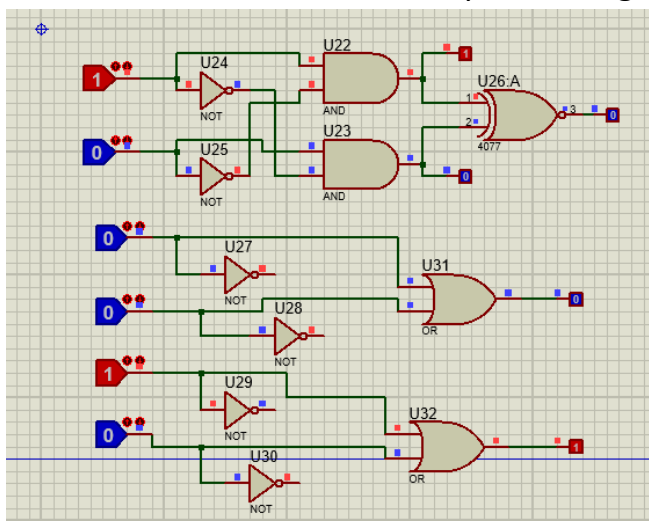 U22
U24
1
1
U26:A
1
3
0
NOT
AND
2
U23
4077
0
U25
0
NOT
AND
0
U27
U31
0
NOT
0
U28
OR
NOT
1
U29
U32
0
NOT
1
U30
OR
NOT